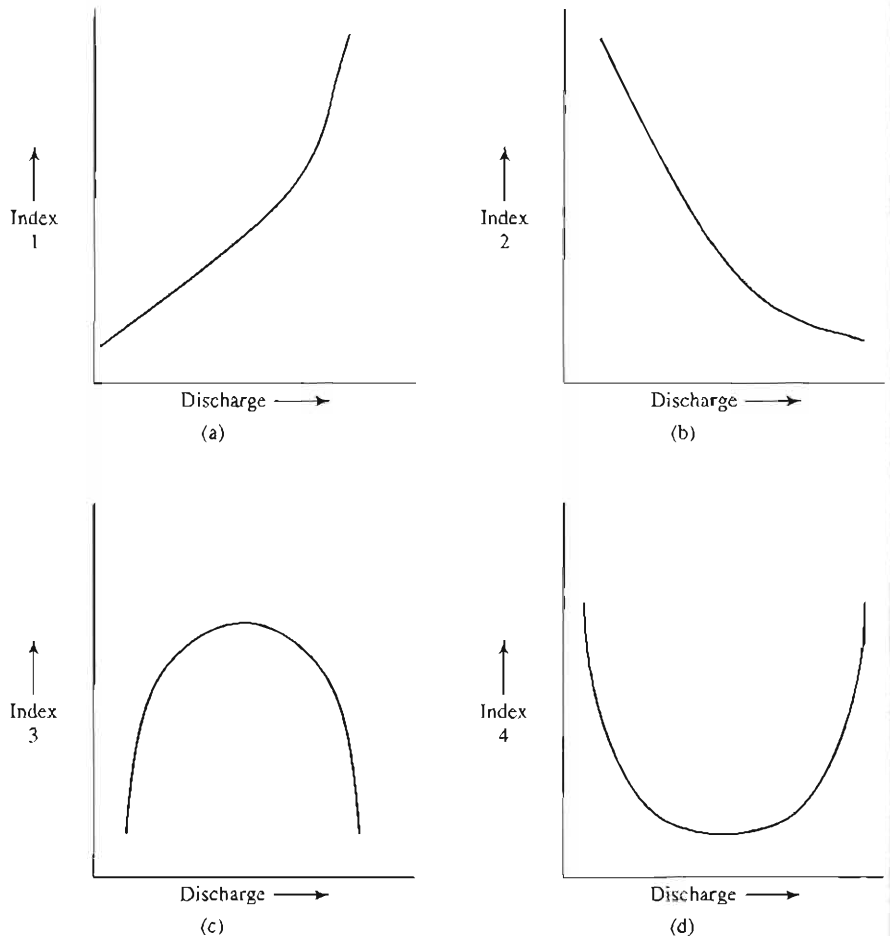 Index
1
Discharge
(a)
Index
2
Discharge
(b)
Index
3
Discharge
(c)
Index
4
Discharge
(d)